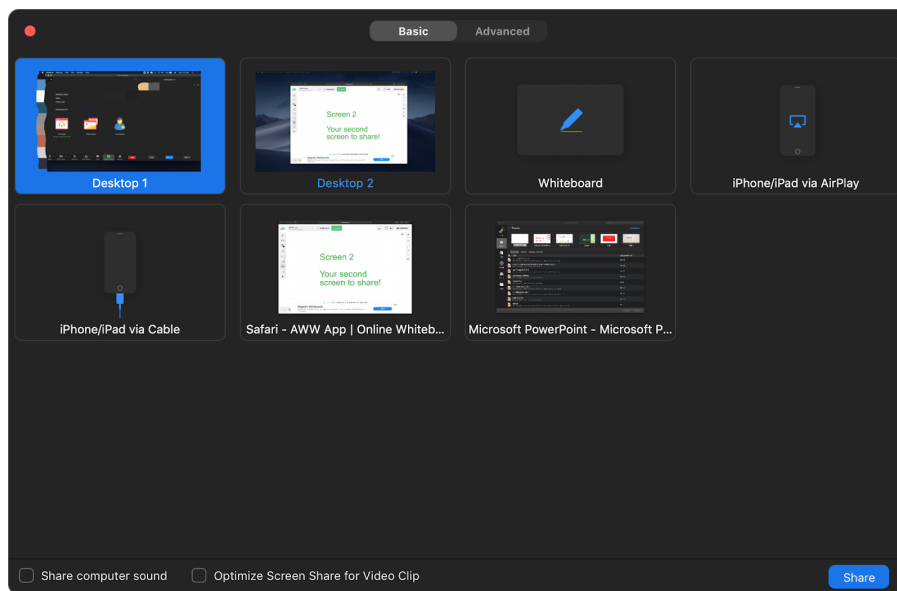 Basic
Advanced
Screen 2
Your second
screen to share!
Desktop 1
Desktop 2
Whiteboard
iPhone/iPad via AirPlay
Screen 2
Your second
screen to share!
iPhone/iPad via Cable
Safari - AWW App | Online Whiteb...
Microsoft PowerPoint - Microsoft P...
Share computer sound
Optimize Screen Share for Video Clip
Share